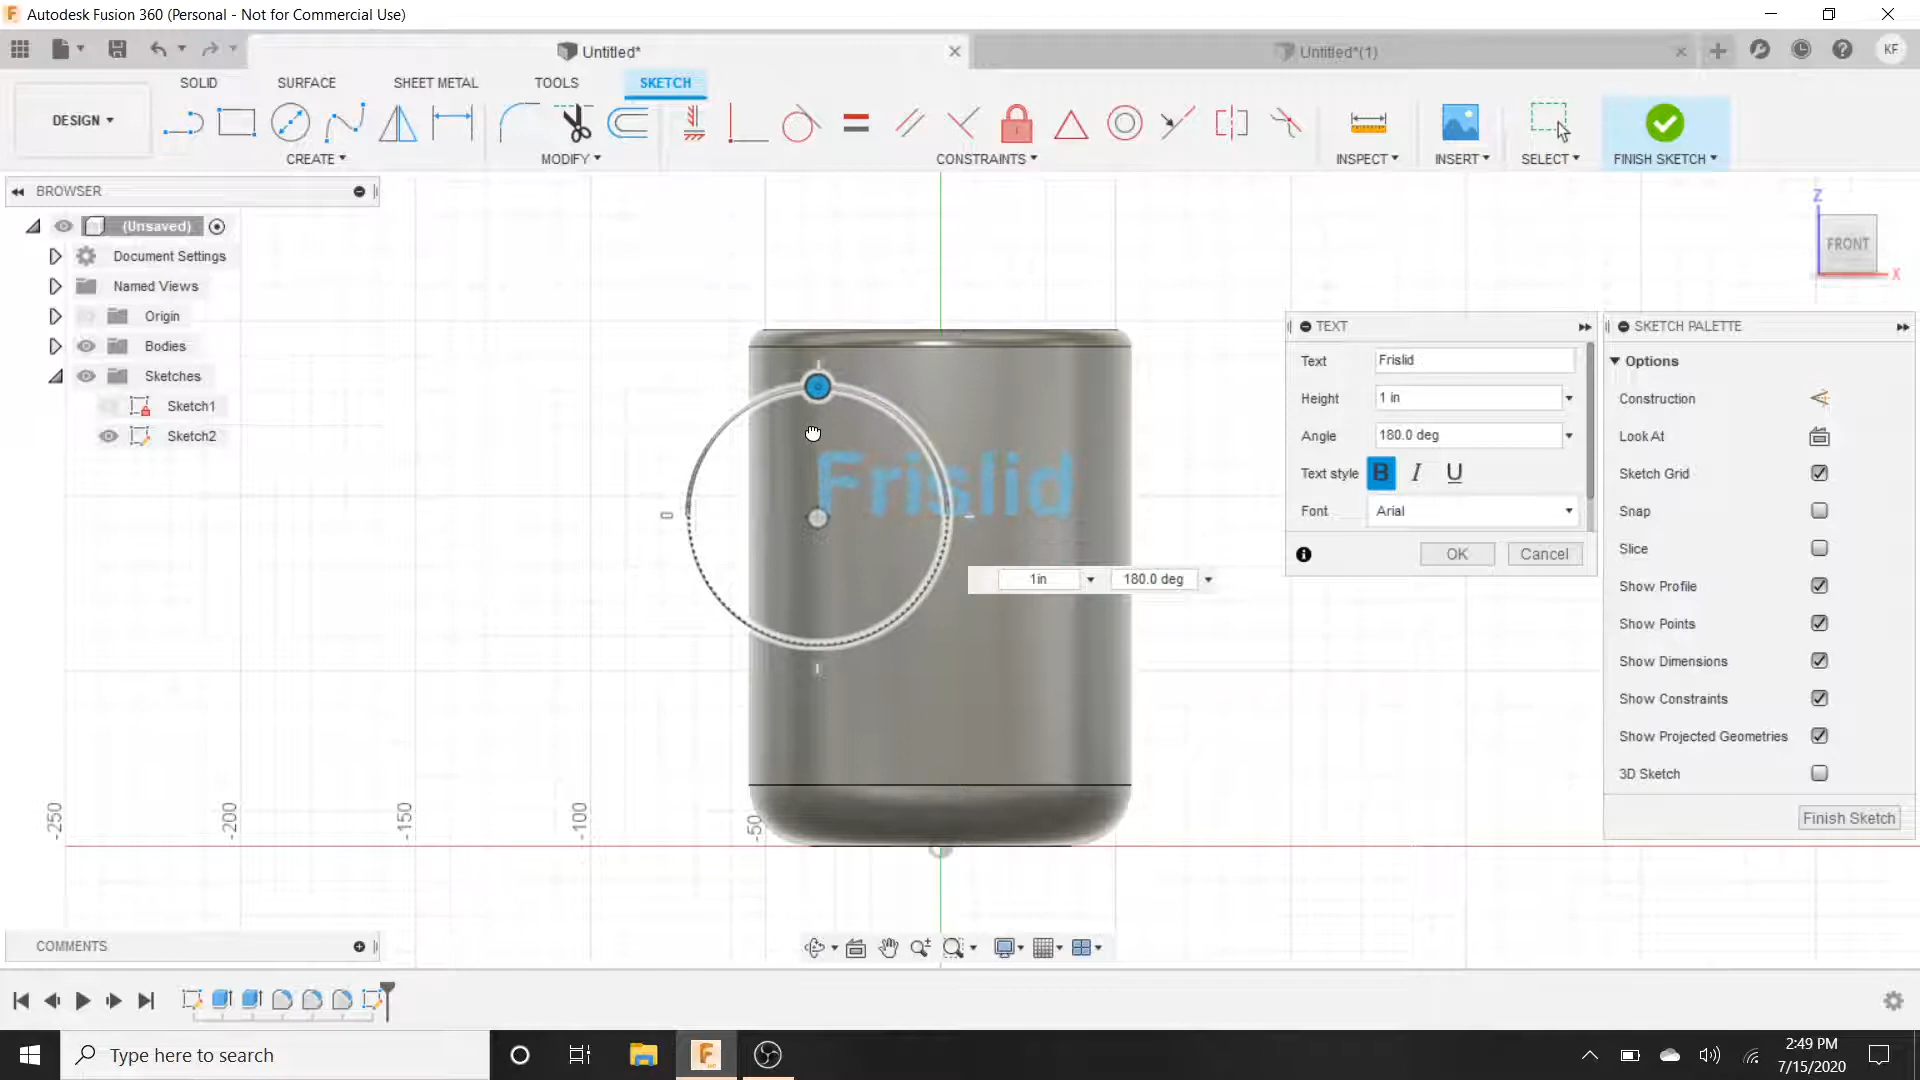 Autodesk Fusion 360 (Personal - Not for Commercial Use)
Untitled*
Untitled*(1)
KF
SOLID
SURFACE
SHEET METAL
TOOLS
SKETCH
DESIGN
CREATE
MODIFY
CONSTRAINTS
INSPECT
INSERT
SELECT
FINISH SKETCH
BROWSER
(Unsaved)
Document Settings
Named Views
Origin
Bodies
Sketches
Sketch1
Sketch2
Z
FRONT
X
TEXT
Text Frislid
Height 1 in
Angle 180.0 deg
Text style B I U
Font Arial
OK Cancel
SKETCH PALETTE
Options
Construction
Look At
Sketch Grid
Snap
Slice
Show Profile
Show Points
Show Dimensions
Show Constraints
Show Projected Geometries
3D Sketch
Finish Sketch
Frislid
1in 180.0 deg
-250
-200
-150
-100
-50
COMMENTS
Type here to search
2:49 PM
7/15/2020